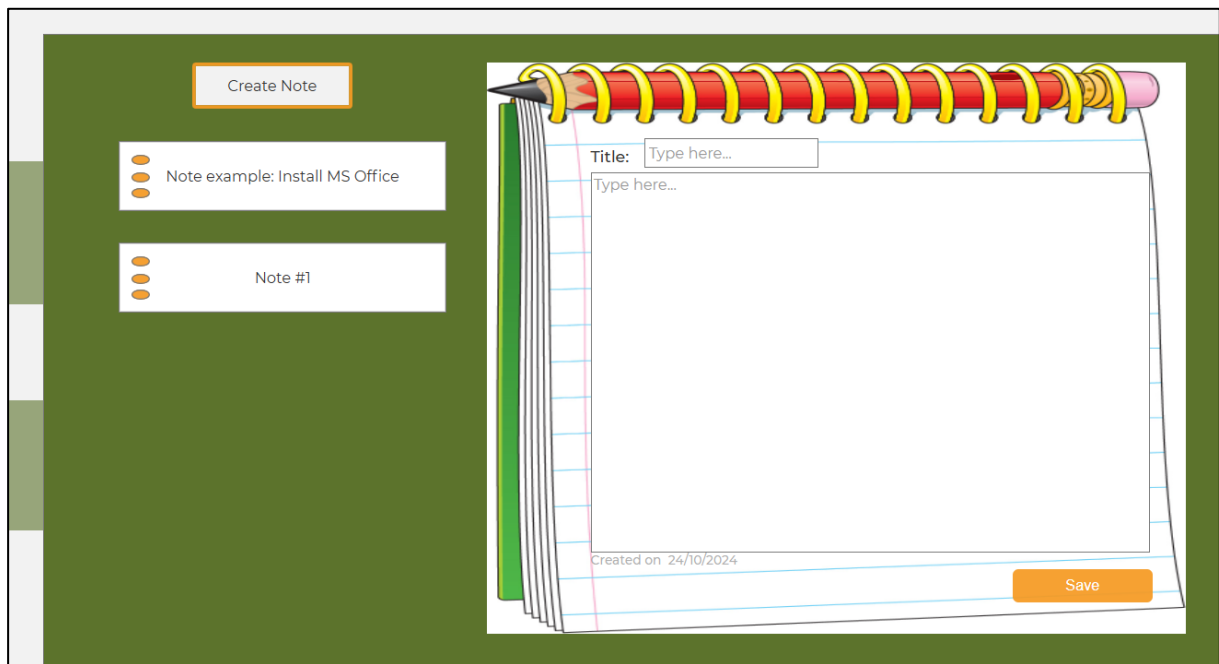 Create Note
Note example: Install MS Office
Note #1
Title: Type here...
Type here...
Created on 24/10/2024
Save